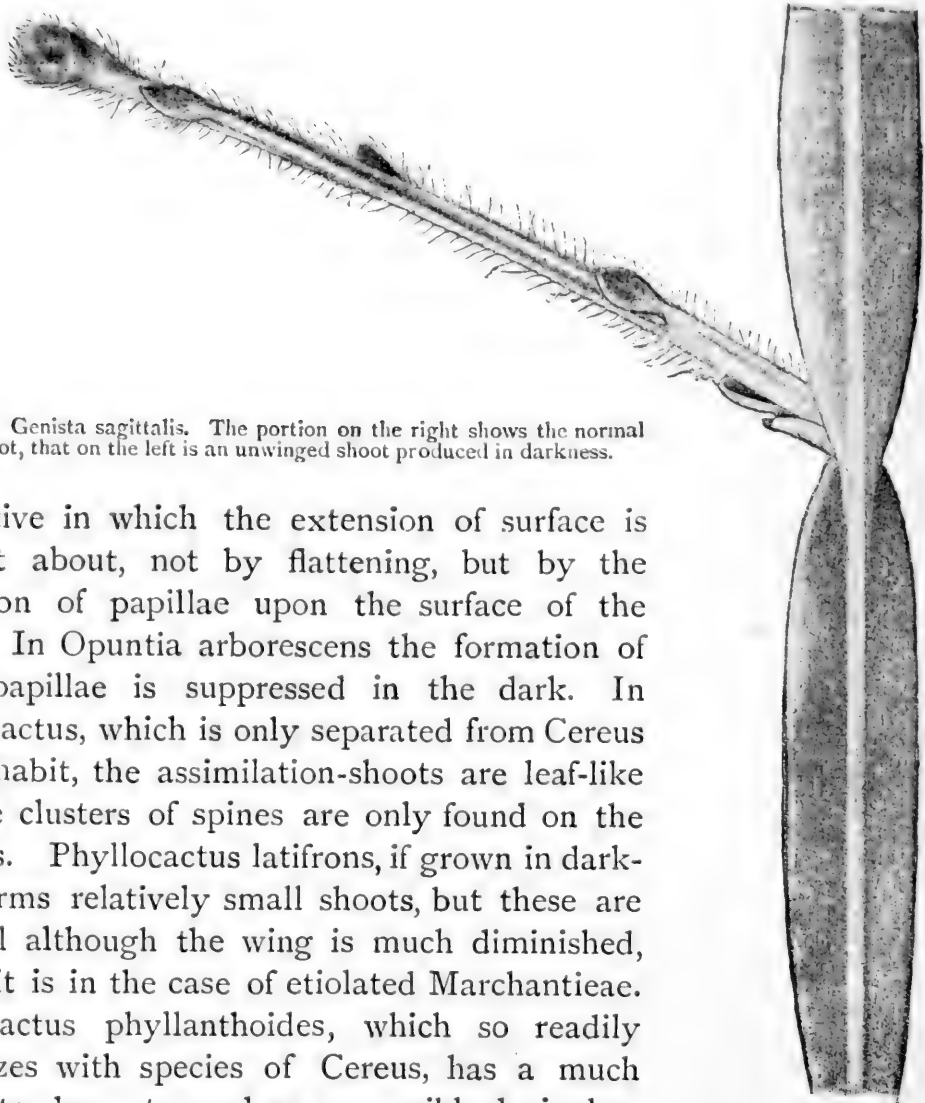 Genista sagittalis. The portion on the right shows the normal
ot, that on the left is an unwinged shoot produced in darkness.
ive in which the extension of surface is
t about, not by flattening, but by the
on of papillae upon the surface of the
In Opuntia arborescens the formation of
papillae is suppressed in the dark. In
actus, which is only separated from Cereus
habit, the assimilation-shoots are leaf-like
e clusters of spines are only found on the
s. Phyllocactus latifrons, if grown in dark-
rms relatively small shoots, but these are
l although the wing is much diminished,
it is in the case of etiolated Marchantieae.
actus phyllanthoides, which so readily
zes with species of Cereus, has a much